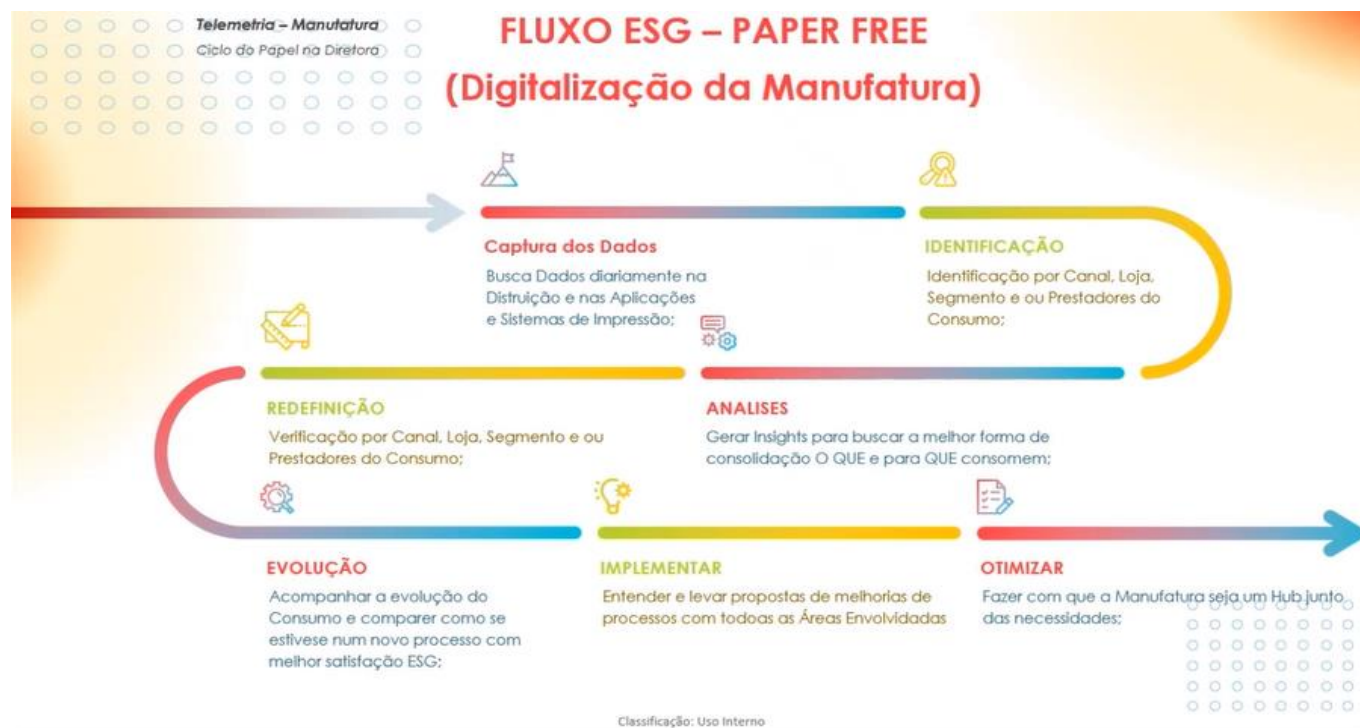 Telemetria – Manufatura
Ciclo do Papel na Diretora
FLUXO ESG – PAPER FREE
(Digitalização da Manufatura)
Captura dos Dados
Busca Dados diariamente na
Distruição e nas Aplicações
e Sistemas de Impressão;
IDENTIFICAÇÃO
Identificação por Canal, Loja,
Segmento e ou Prestadores do
Consumo;
ANALISES
Gerar Insights para buscar a melhor forma de
consolidação O QUE e para QUE consomem;
REDEFINIÇÃO
Verificação por Canal, Loja, Segmento e ou
Prestadores do Consumo;
EVOLUÇÃO
Acompanhar a evolução do
Consumo e comparar como se
estivese num novo processo com
melhor satisfação ESG;
IMPLEMENTAR
Entender e levar propostas de melhorias de
processos com todoas as Áreas Envolvidadas
OTIMIZAR
Fazer com que a Manufatura seja um Hub junto
das necessidades;
Classificação: Uso Interno